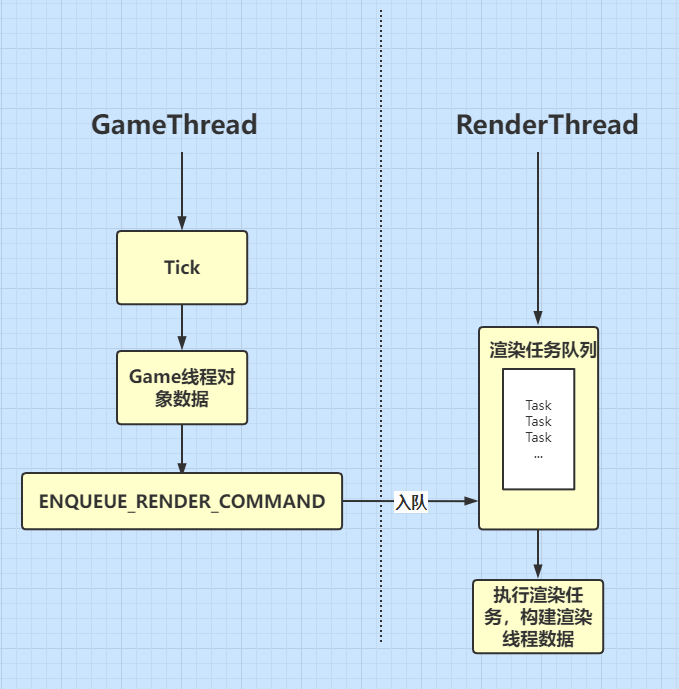 GameThread
Tick
Game线程对
象数据
ENQUEUE_RENDER_COMMAND
入队
RenderThread
渲染任务队列
Task
Task
Task
...
执行渲染任
务，构建渲染
线程数据